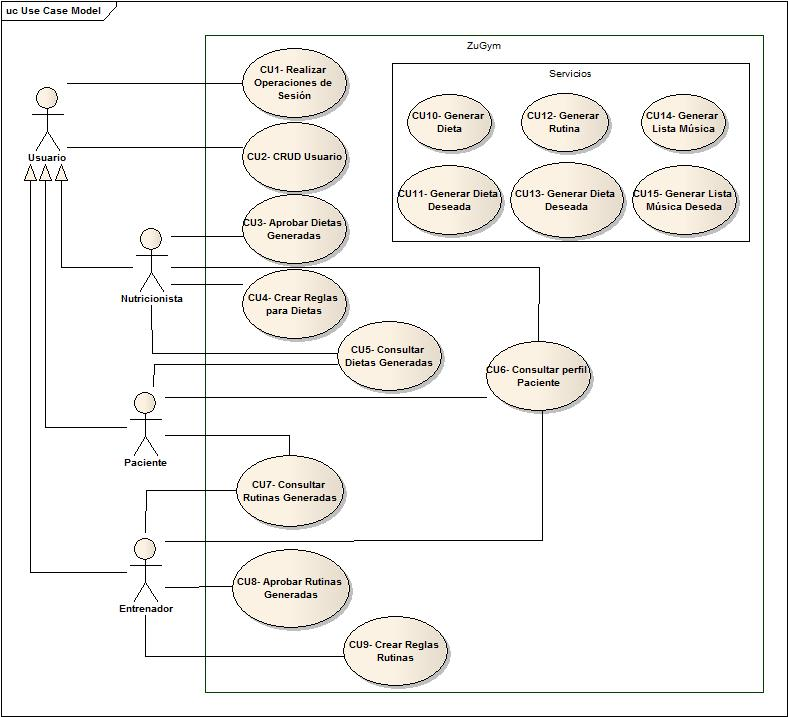 uc Use Case Model
ZuGym
CU1- Realizar
Operaciones de
Sesión
Servicios
CU10- Generar
Dieta
CU12- Generar
Rutina
CU14- Generar
Lista Música
Usuario
CU2- CRUD Usuario
CU11- Generar Dieta
Deseada
CU13- Generar Dieta
Deseada
CU15- Generar Lista
Música Deseda
CU3- Aprobar Dietas
Generadas
Nutricionista
CU4- Crear Reglas
para Dietas
CU5- Consultar
Dietas Generadas
CU6- Consultar perfil
Paciente
Paciente
CU7- Consultar
Rutinas Generadas
Entrenador
CU8- Aprobar Rutinas
Generadas
CU9- Crear Reglas
Rutinas